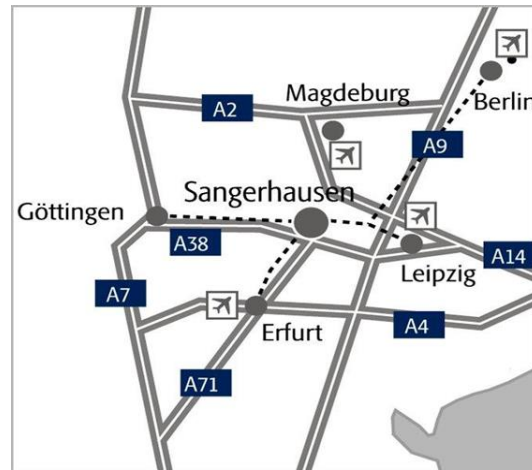 Magdeburg
Berlin
A2
A9
Sangerhausen
Göttingen
A38
Leipzig
A14
A7
Erfurt
A4
A71